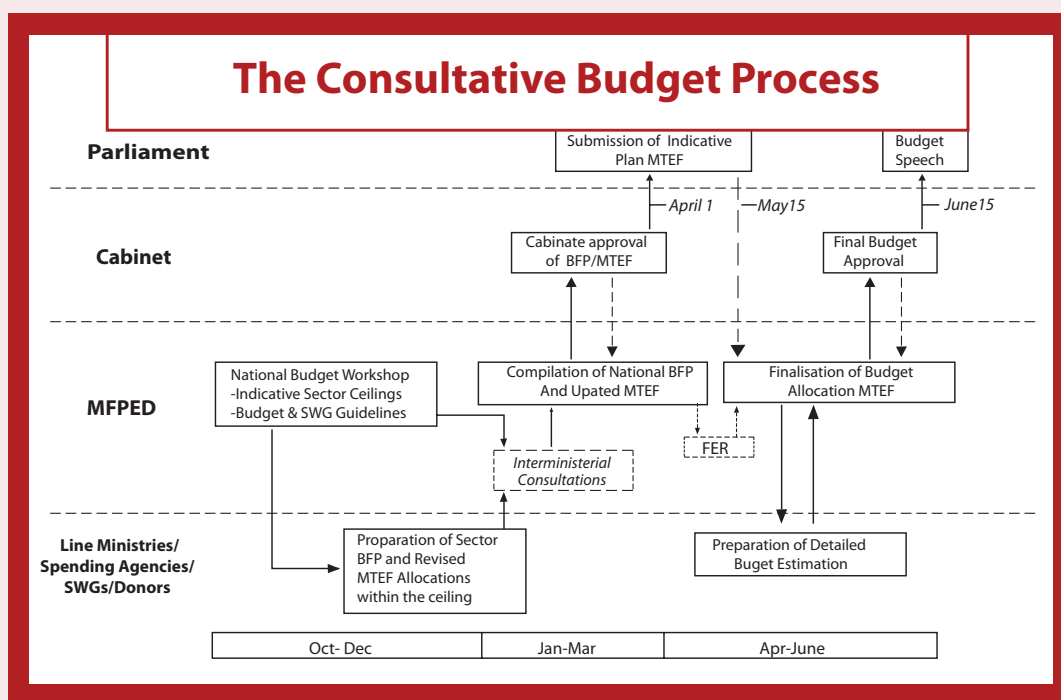 The Consultative Budget Process
Parliament
Submission of Indicative
Plan MTEF
Budget
Speech
April 1
May15
June15
Cabinet
Cabinate approval
of BFP/MTEF
Final Budget
Approval
MFPED
National Budget Workshop
-Indicative Sector Ceilings
-Budget & SWG Guidelines
Compilation of National BFP
And Upated MTEF
Finalisation of Budget
Allocation MTEF
FER
Interministerial
Consultations
Line Ministries/
Spending Agencies/
SWGs/Donors
Preparation of Sector
BFP and Revised
MTEF Allocations
within the ceiling
Preparation of Detailed
Buget Estimation
Oct- Dec
Jan-Mar
Apr-June